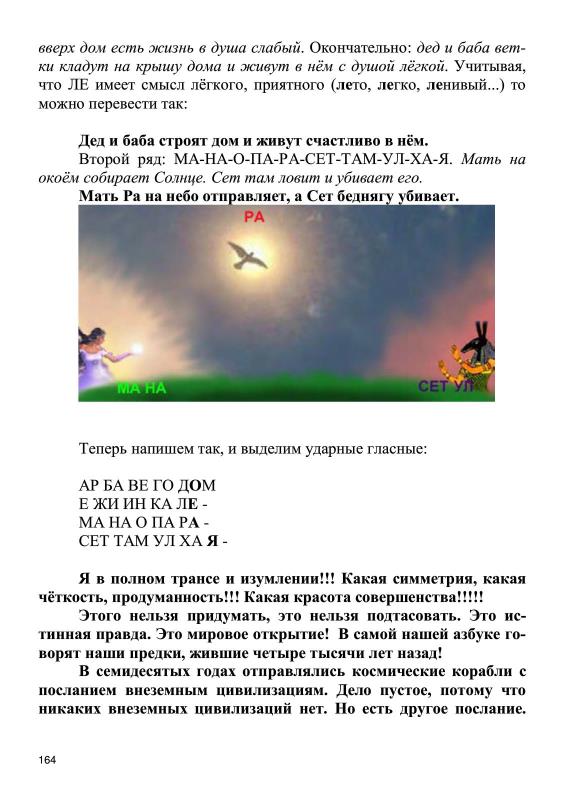 вверх дом есть жизнь в душа слабый. Окончательно: дед и баба вет-
ки кладут на крышу дома и живут в нём с душой лёгкой. Учитывая,
что ЛЕ имеет смысл лёгкого, приятного (лето, легко, ленивый...) то
можно перевести так:
Дед и баба строят дом и живут счастливо в нём.
Второй ряд: МА-НА-О-ПА-РА-СЕТ-ТАМ-УЛ-ХА-Я. Мать на
окоём собирает Солнце. Сет там ловит и убивает его.
Мать Ра на небо отправляет, а Сет беднягу убивает.
РА
МА НА
СЕТ УЛ
Теперь напишем так, и выделим ударные гласные:
АР БА ВЕ ГО ДОМ
Е ЖИ ИН КА ЛЕ -
МА НА О ПА РА -
СЕТ ТАМ УЛ ХА Я -
Я в полном трансе и изумлении!!! Какая симметрия, какая
чёткость, продуманность!!! Какая красота совершенства!!!!!
Этого нельзя придумать, это нельзя подтасовать. Это ис-
тинная правда. Это мировое открытие! В самой нашей азбуке го-
ворят наши предки, жившие четыре тысячи лет назад!
В семидесятых годах отправлялись космические корабли с
посланием внеземным цивилизациям. Дело пустое, потому что
никаких внеземных цивилизаций нет. Но есть другое послание.
164